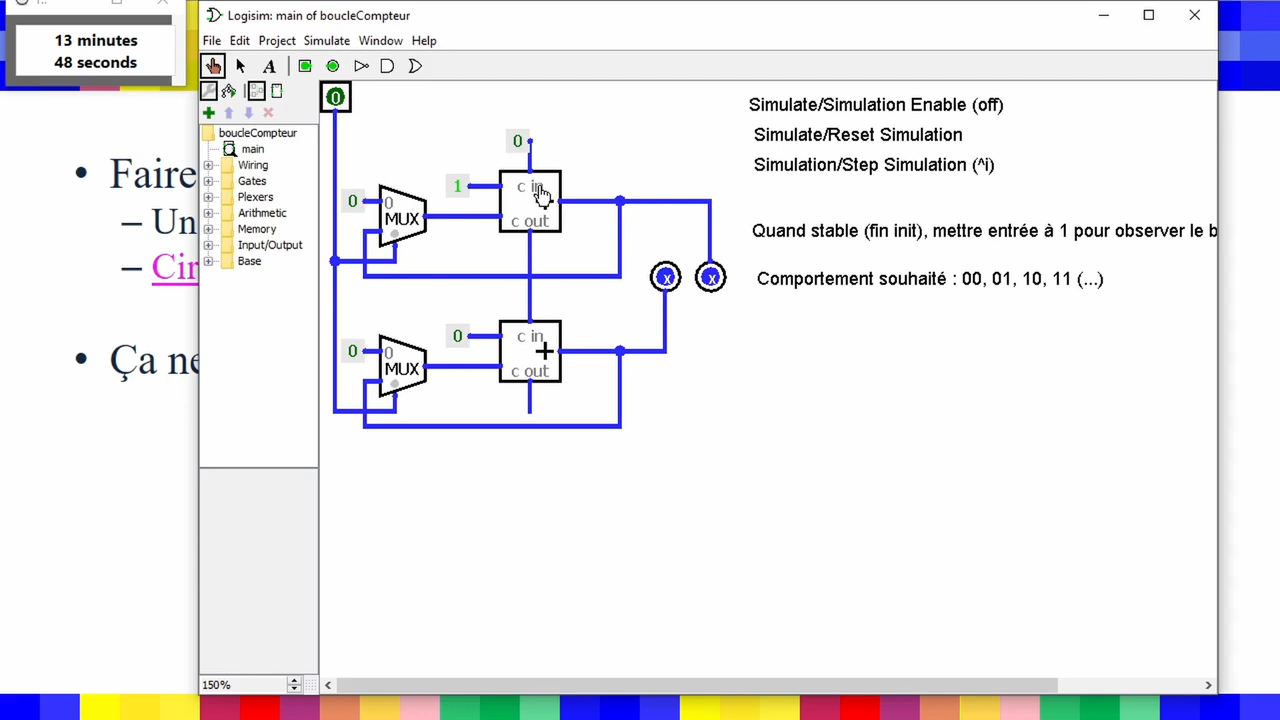 13 minutes
48 seconds
Logisim: main of boucleCompteur
File Edit Project Simulate Window Help
A
boucleCompteur
main
Wiring
Gates
Plexers
Arithmetic
Memory
Input/Output
Base
150%
0
0
1
c in
c out
0
0
MUX
x
x
0
c in
c out
0
0
MUX
Simulate/Simulation Enable (off)
Simulate/Reset Simulation
Simulation/Step Simulation (^i)
Quand stable (fin init), mettre entrée à 1 pour observer le b
Comportement souhaité : 00, 01, 10, 11 (...)
• Faire
– Un
– Cir
• Ça ne